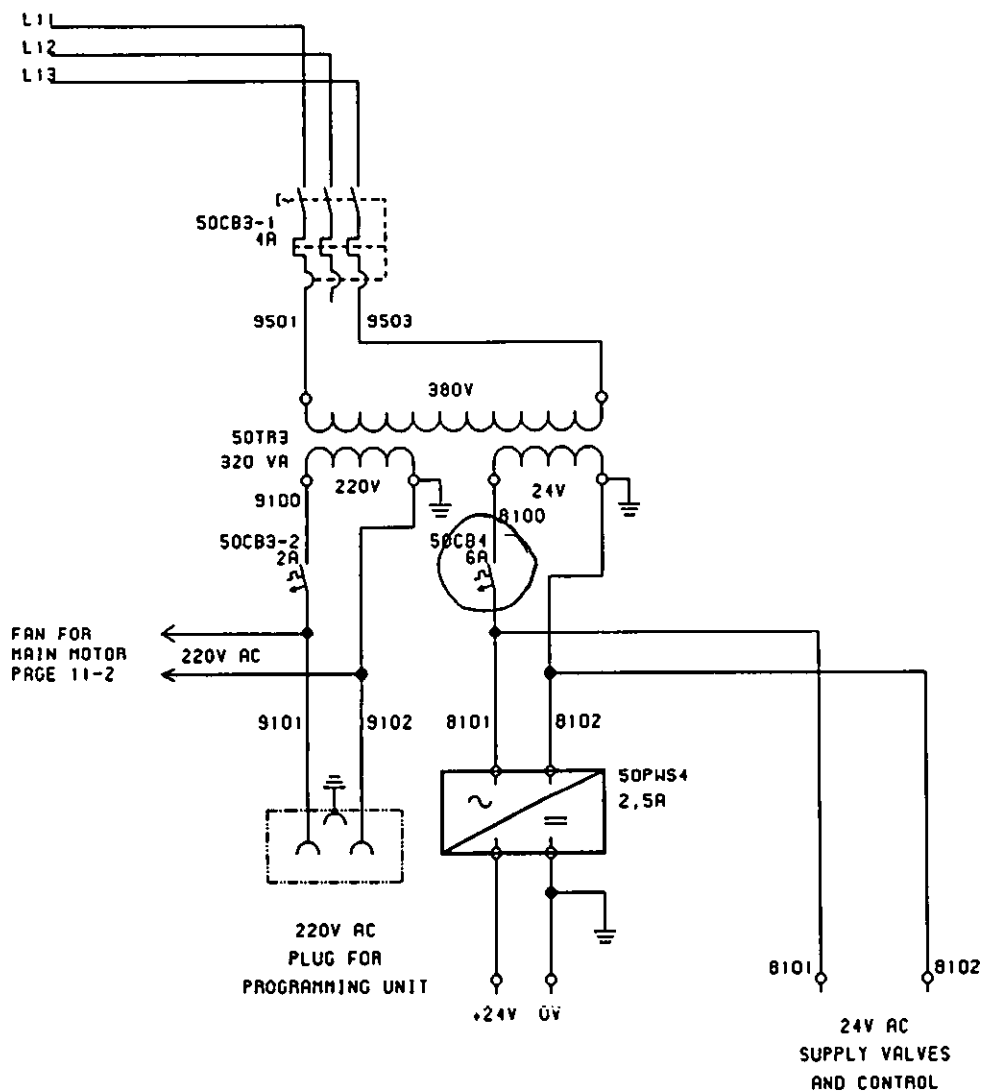 L11
L12
L13
50CB3-1
4A
9501
9503
380V
50TR3
320 VA
220V
24V
9100
8100
50CB3-2
2A
50CB4
6A
FAN FOR
MAIN MOTOR
PAGE 11-2
220V AC
9101
9102
8101
8102
50PWS4
2,5A
220V AC
PLUG FOR
PROGRAMMING UNIT
+24V
0V
8101
8102
24V AC
SUPPLY VALVES
AND CONTROL